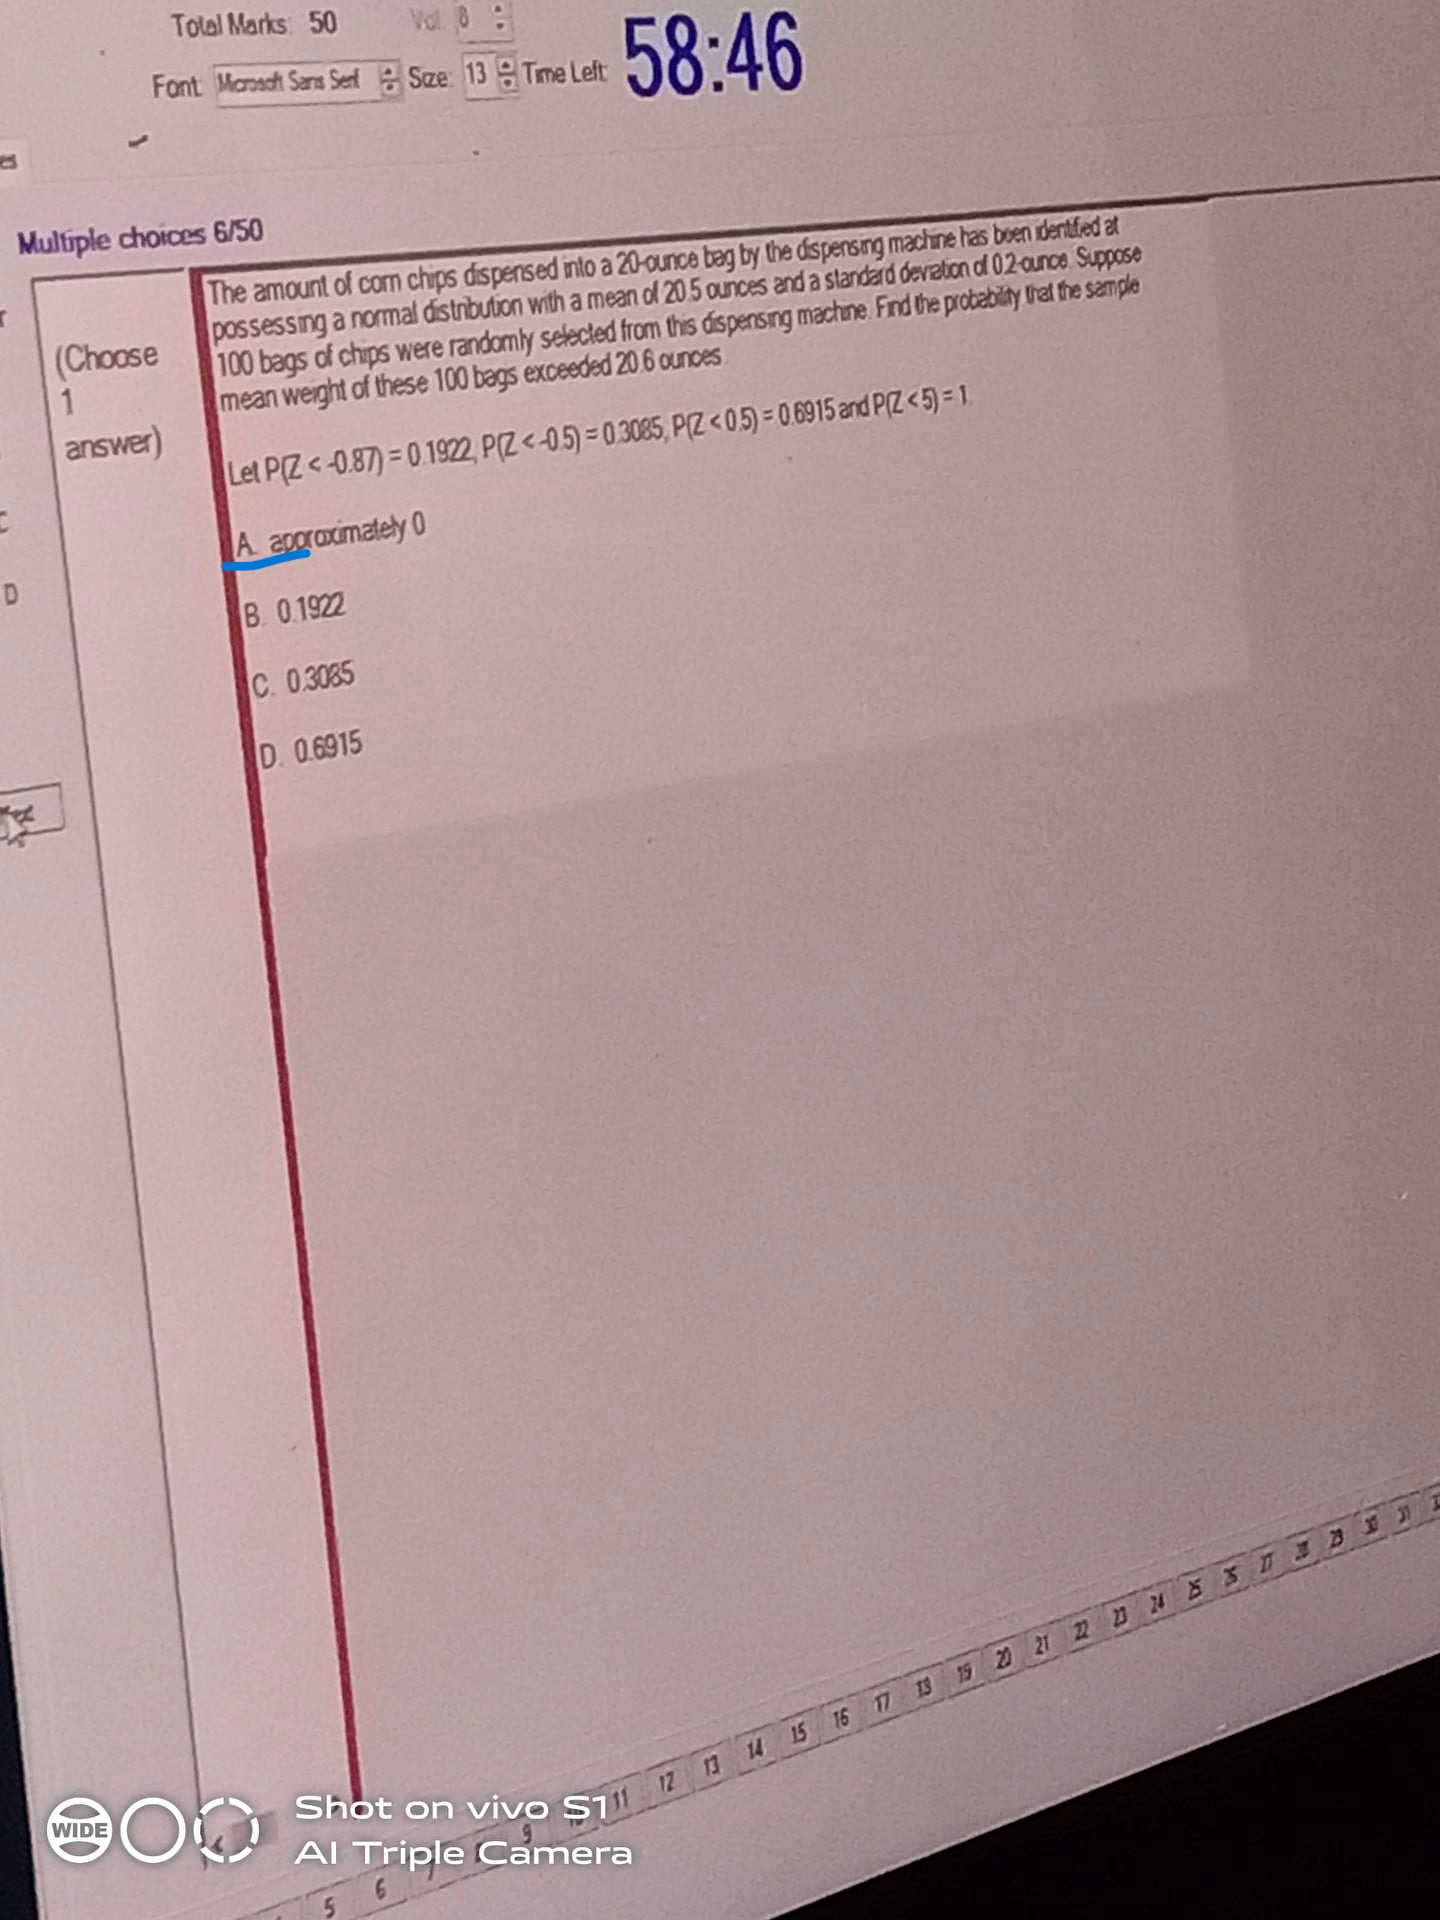 Total Marks: 50 Vol 8
Font: Microsoft Sans Serif Size: 13 Time Left: 58:46
Multiple choices 6/50
(Choose
1
answer)
The amount of corn chips dispensed into a 20-ounce bag by the dispensing machine has been identified at
possessing a normal distribution with a mean of 20.5 ounces and a standard deviation of 0.2-ounce. Suppose
100 bags of chips were randomly selected from this dispensing machine. Find the probability that the sample
mean weight of these 100 bags exceeded 20.6 ounces.
Let P(Z < -0.87) = 0.1922, P(Z < -0.5) = 0.3085, P(Z < 0.5) = 0.6915 and P(Z < 5) = 1.
A. approximately 0
B. 0.1922
C. 0.3085
D. 0.6915
D
5 6 7 8 9 10 11 12 13 14 15 16 17 18 19 20 21 22 23 24 25 26 27 28 29 30 31
WIDE
Shot on vivo S1
AI Triple Camera